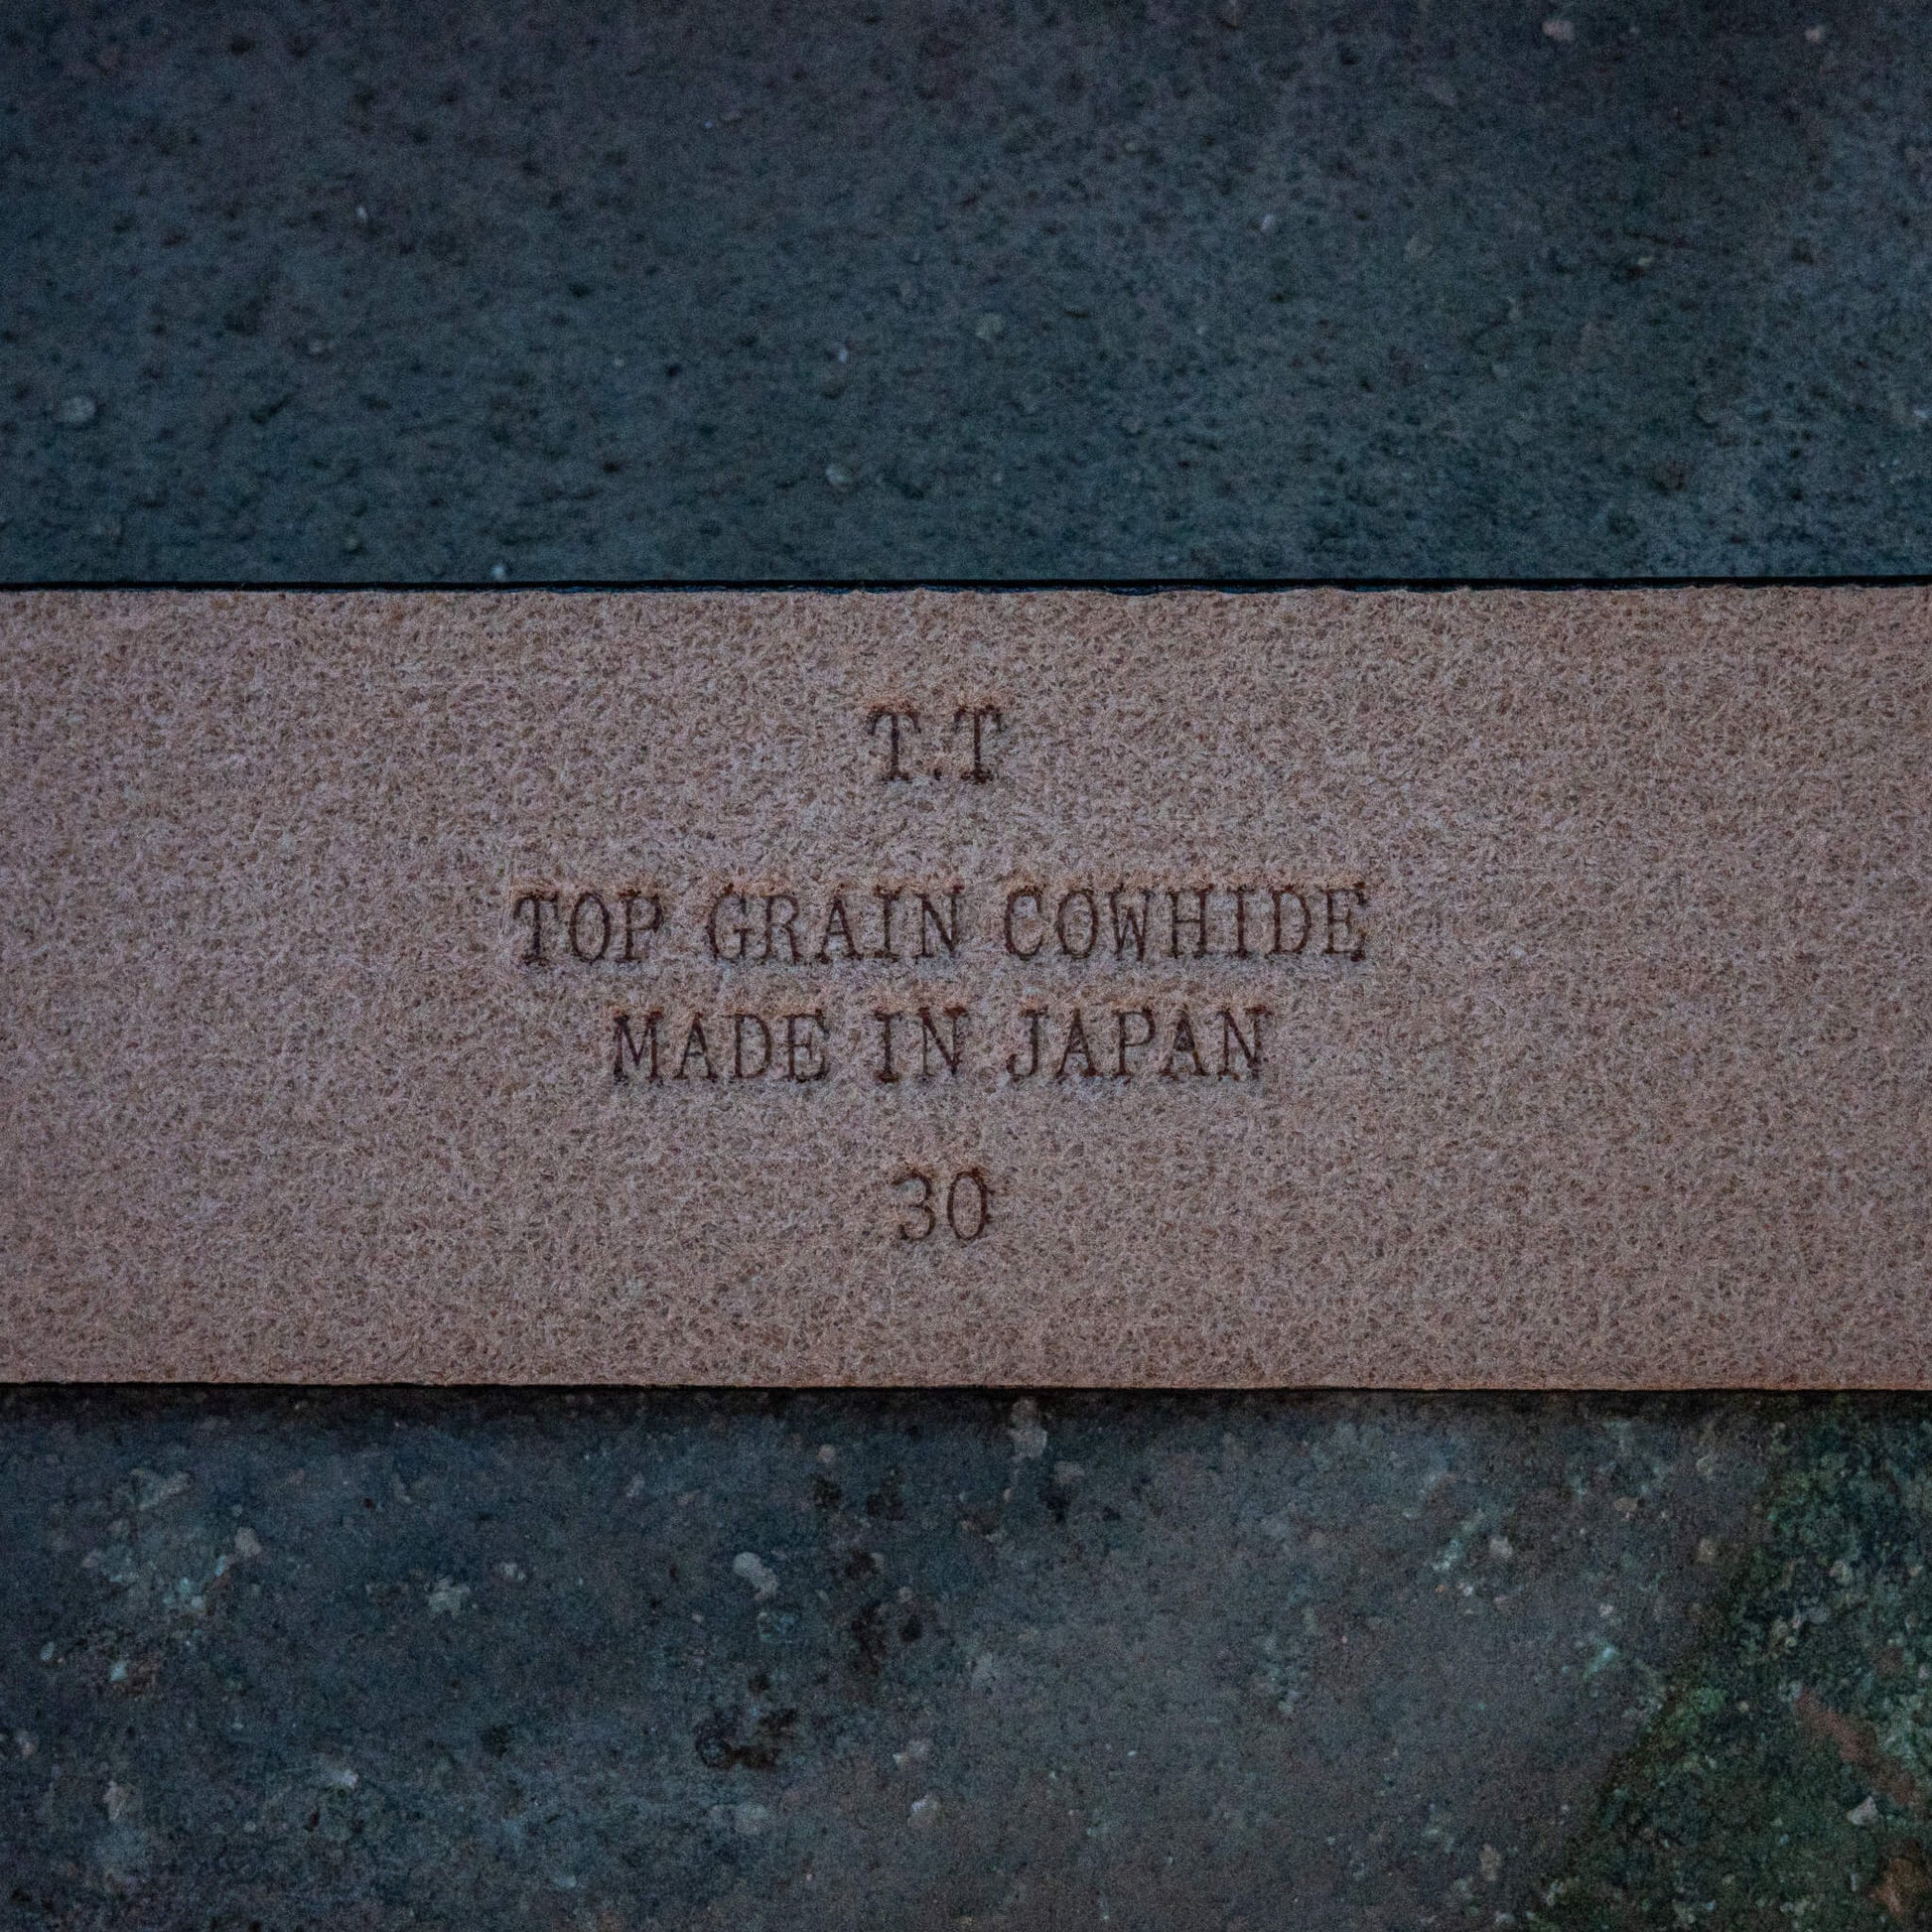 T.T
TOP GRAIN COWHIDE
MADE IN JAPAN
30